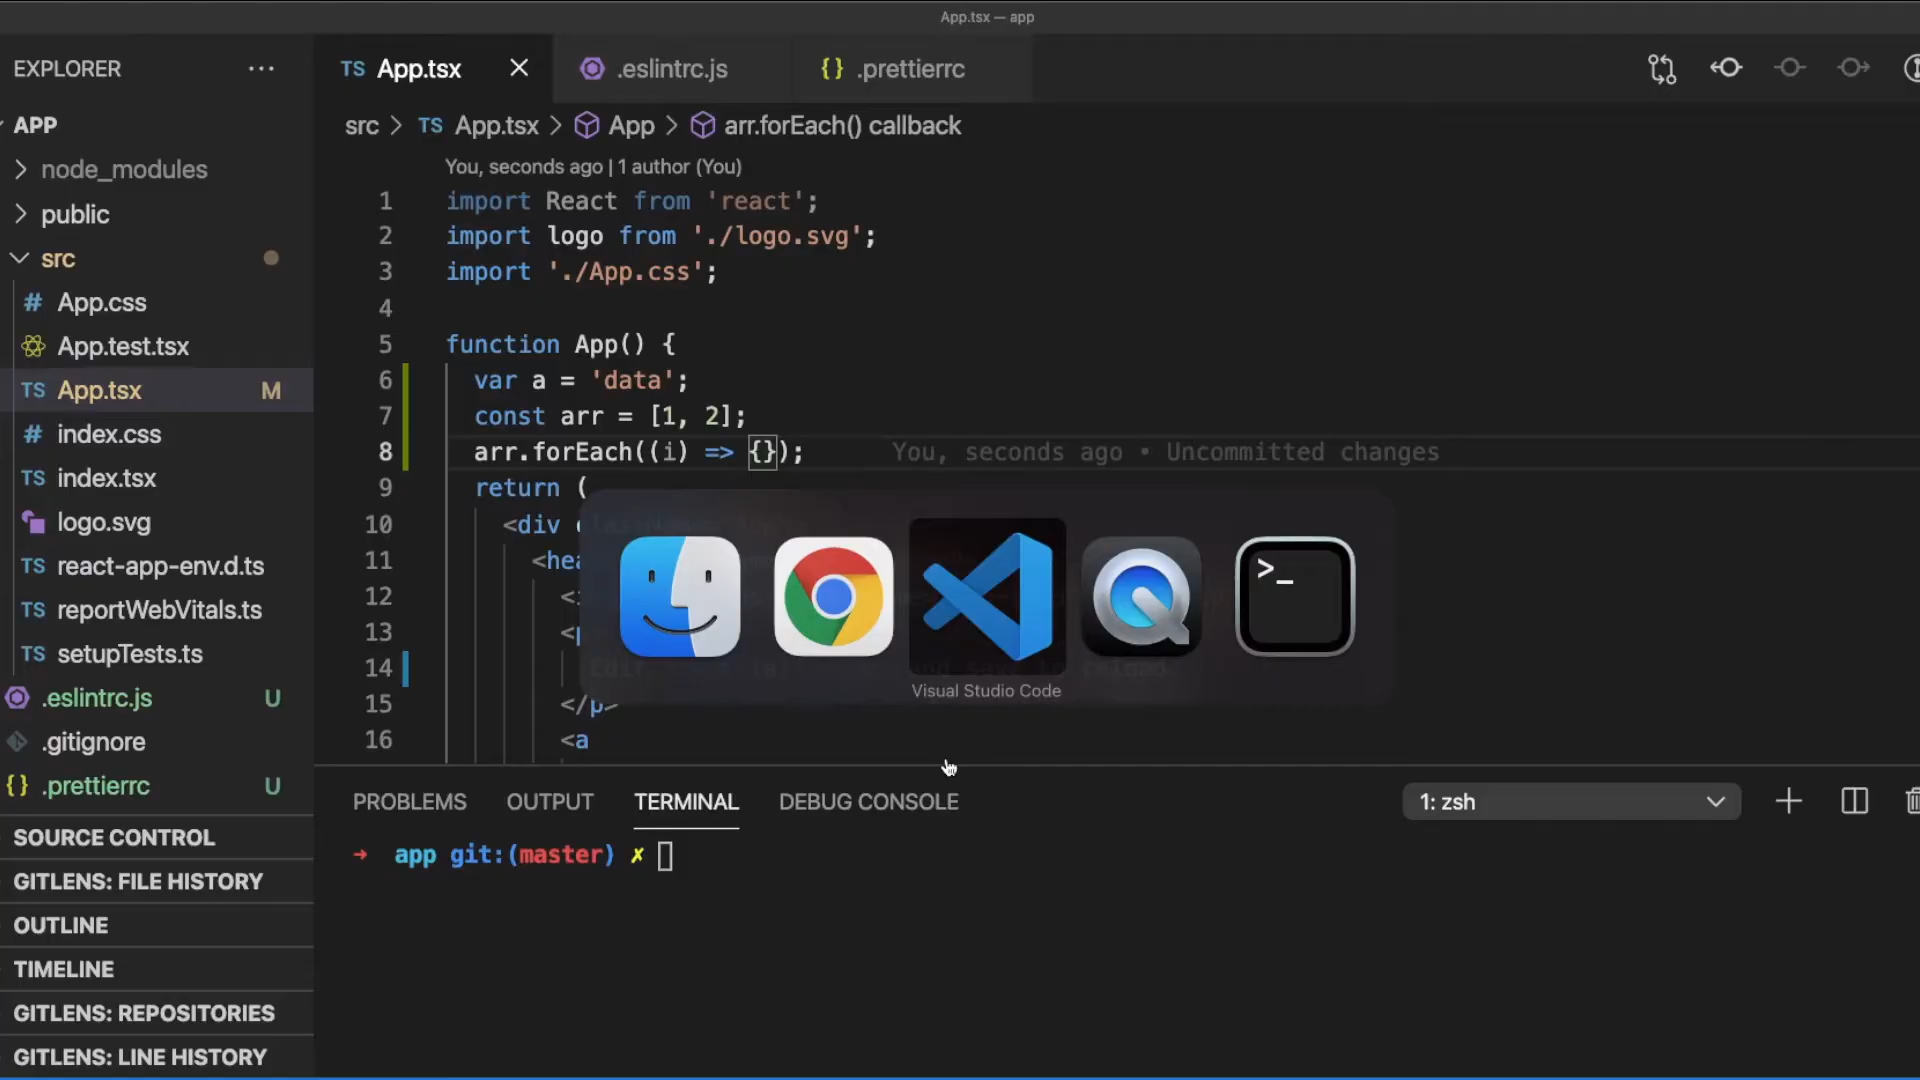 App.tsx — app
EXPLORER
TS App.tsx
.eslintrc.js
{} .prettierrc
APP
node_modules
public
src
# App.css
App.test.tsx
TS App.tsx M
# index.css
TS index.tsx
logo.svg
TS react-app-env.d.ts
TS reportWebVitals.ts
TS setupTests.ts
.eslintrc.js U
.gitignore
{} .prettierrc U
SOURCE CONTROL
GITLENS: FILE HISTORY
OUTLINE
TIMELINE
GITLENS: REPOSITORIES
GITLENS: LINE HISTORY
src > TS App.tsx > App > arr.forEach() callback
You, seconds ago | 1 author (You)
1 import React from 'react';
2 import logo from './logo.svg';
3 import './App.css';
4
5 function App() {
6 var a = 'data';
7 const arr = [1, 2];
8 arr.forEach((i) => {}); You, seconds ago • Uncommitted changes
9 return (
10 <div
11 <hea
12 <i
13 <p
14 Edit and save to reload.
15 </p>
16 <a
Visual Studio Code
PROBLEMS OUTPUT TERMINAL DEBUG CONSOLE
1: zsh
➜ app git:(master) ✗